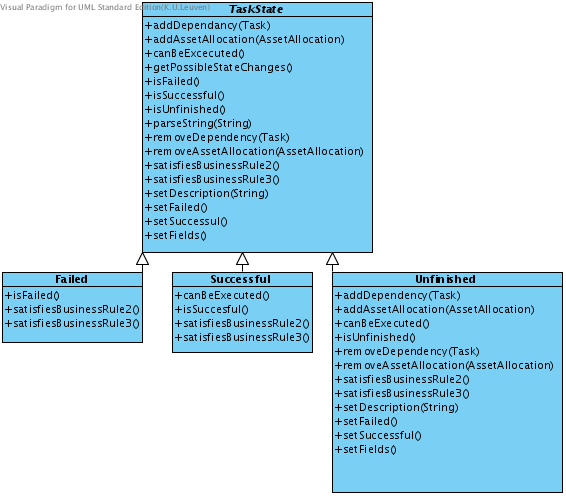 Visual Paradigm for UML Standard Edition(K.U.Leuven)
TaskState
+addDependancy(Task)
+addAssetAllocation(AssetAllocation)
+canBeExcecuted()
+getPossibleStateChanges()
+isFailed()
+isSuccessful()
+isUnfinished()
+parseString(String)
+removeDependency(Task)
+removeAssetAllocation(AssetAllocation)
+satisfiesBusinessRule2()
+satisfiesBusinessRule3()
+setDescription(String)
+setFailed()
+setSuccessul()
+setFields()
Failed
+isFailed()
+satisfiesBusinessRule2()
+satisfiesBusinessRule3()
Successful
+canBeExecuted()
+isSuccesful()
+satisfiesBusinessRule2()
+satisfiesBusinessRule3()
Unfinished
+addDependency(Task)
+addAssetAllocation(AssetAllocation)
+canBeExecuted()
+isUnfinished()
+removeDependency(Task)
+removeAssetAllocation(AssetAllocation)
+satisfiesBusinessRule2()
+satisfiesBusinessRule3()
+setDescription(String)
+setFailed()
+setSuccessful()
+setFields()